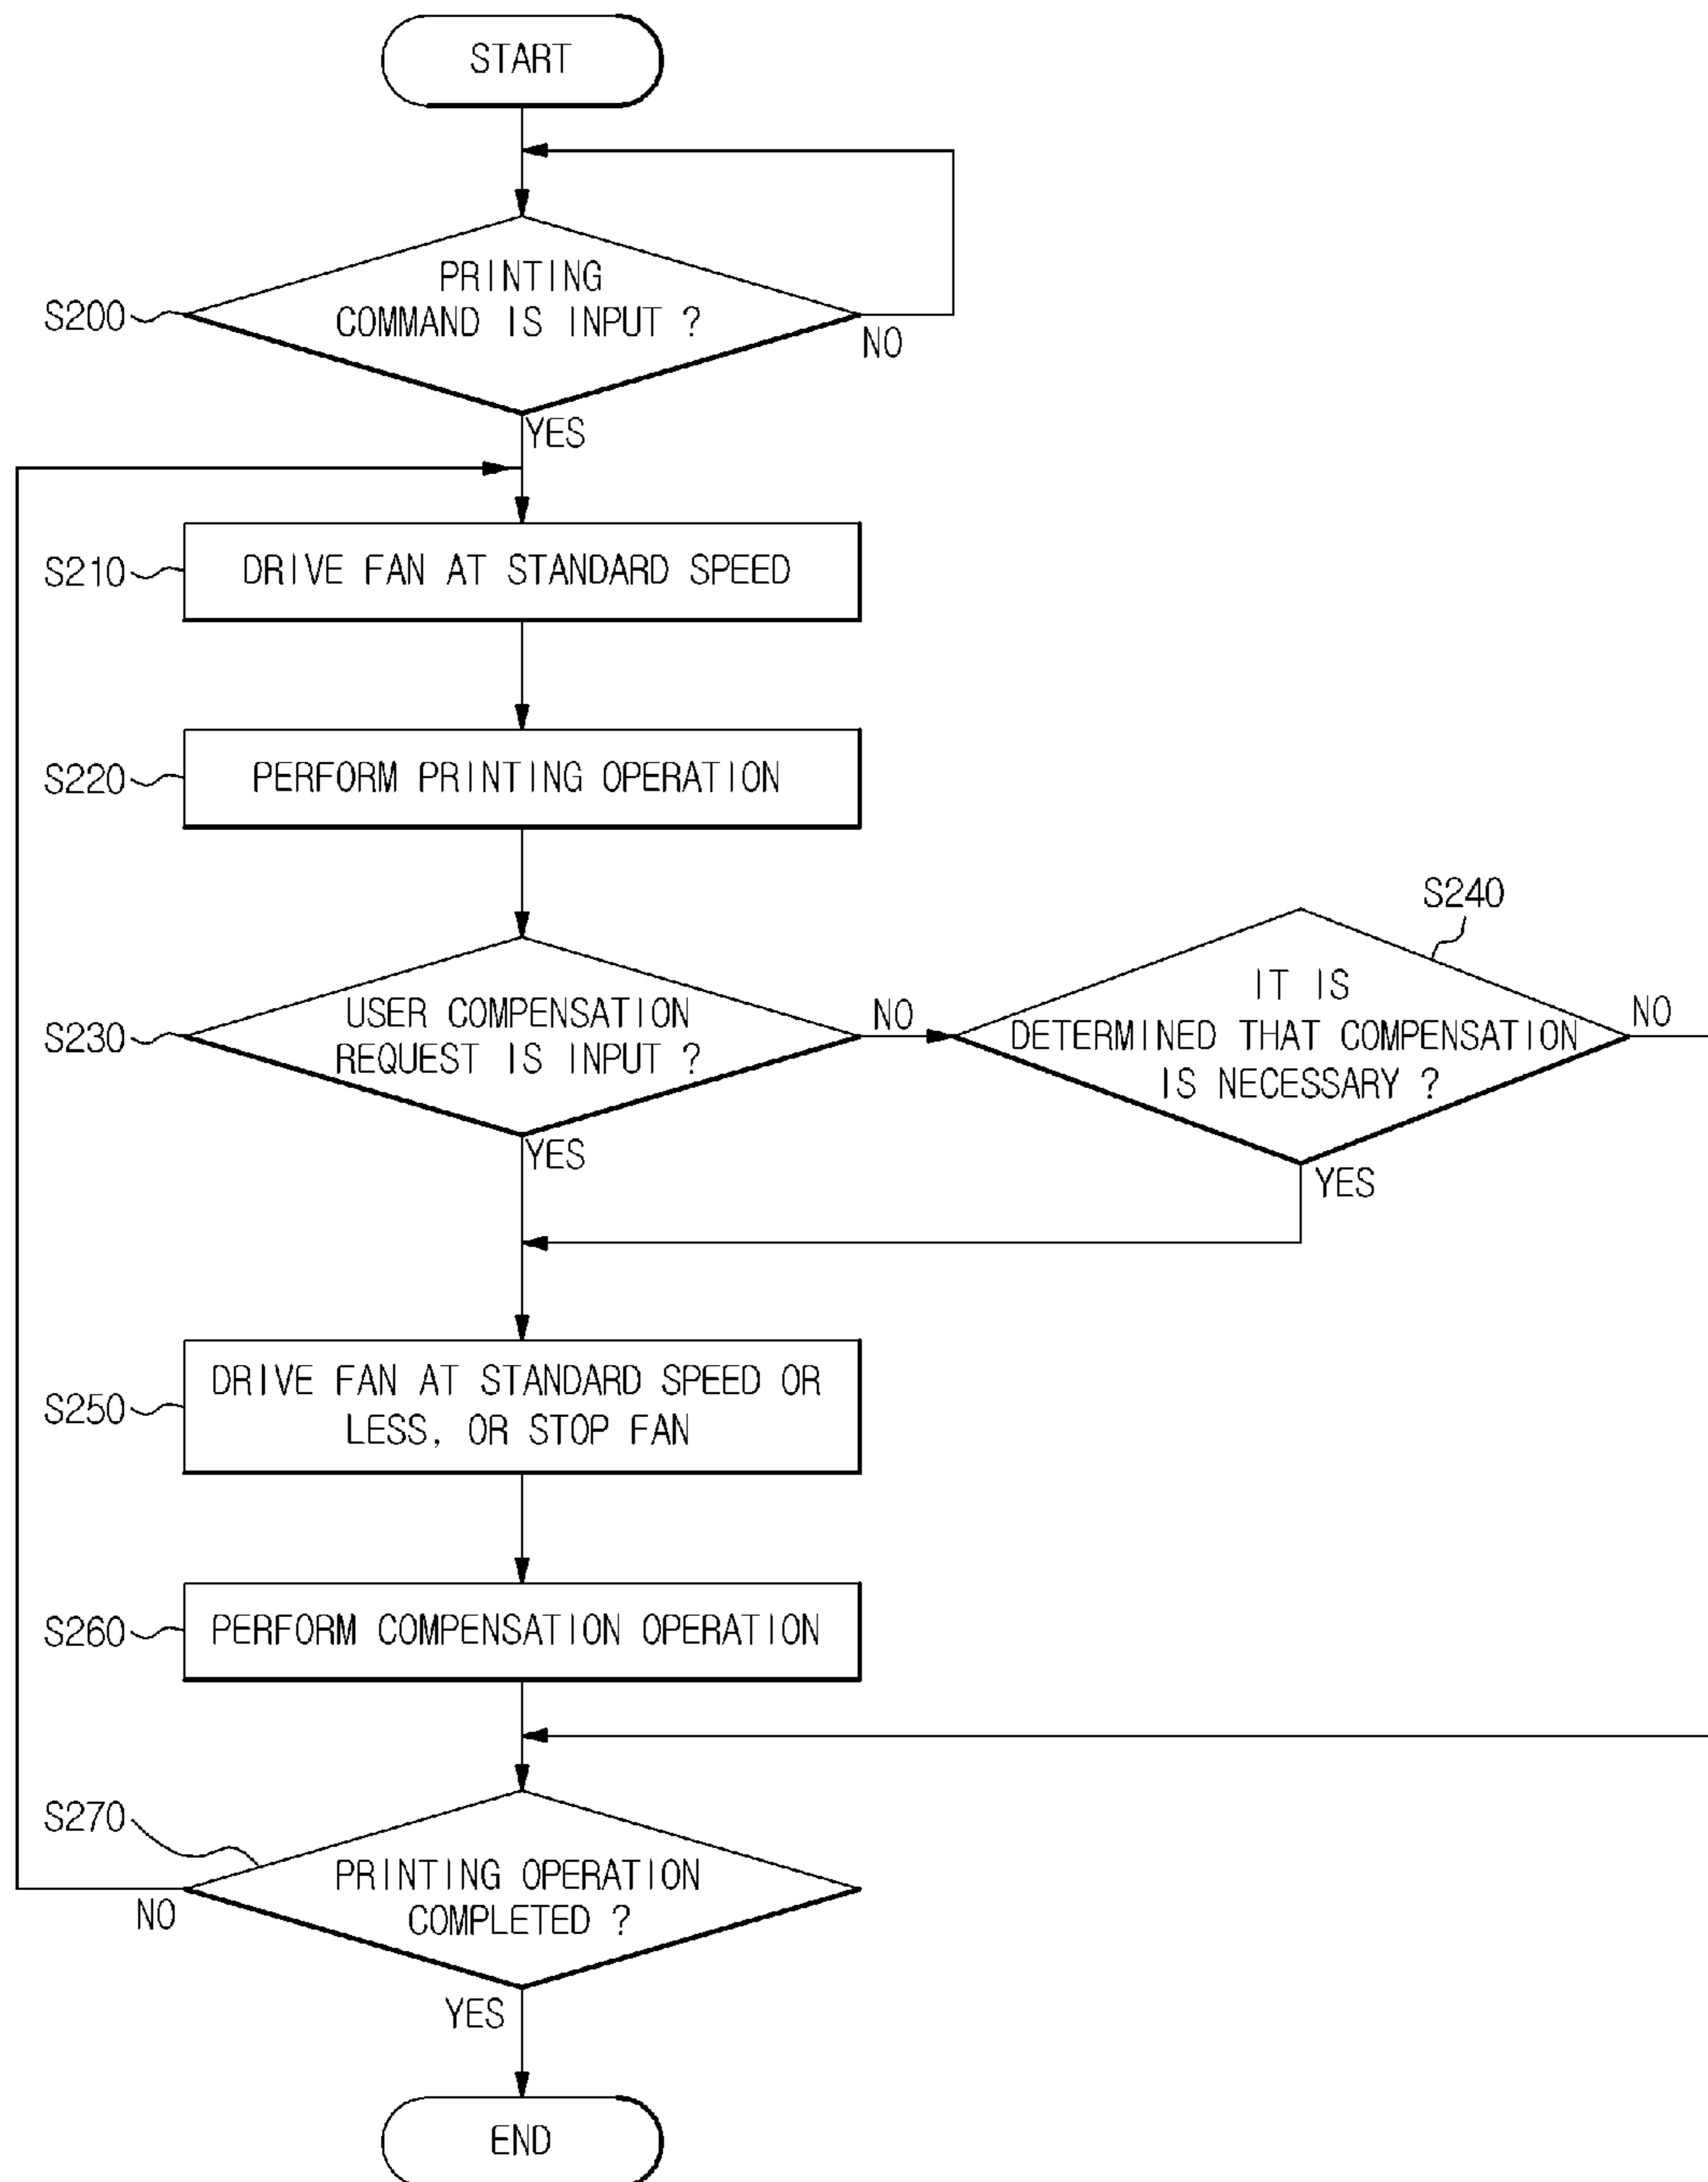 START
PRINTING
COMMAND IS INPUT ?
S200
NO
YES
S210
DRIVE FAN AT STANDARD SPEED
S220
PERFORM PRINTING OPERATION
S240
S230
USER COMPENSATION
REQUEST IS INPUT ?
NO
YES
IT IS
DETERMINED THAT COMPENSATION
IS NECESSARY ?
NO
YES
S250
DRIVE FAN AT STANDARD SPEED OR
LESS, OR STOP FAN
S260
PERFORM COMPENSATION OPERATION
S270
PRINTING OPERATION
COMPLETED ?
NO
YES
END